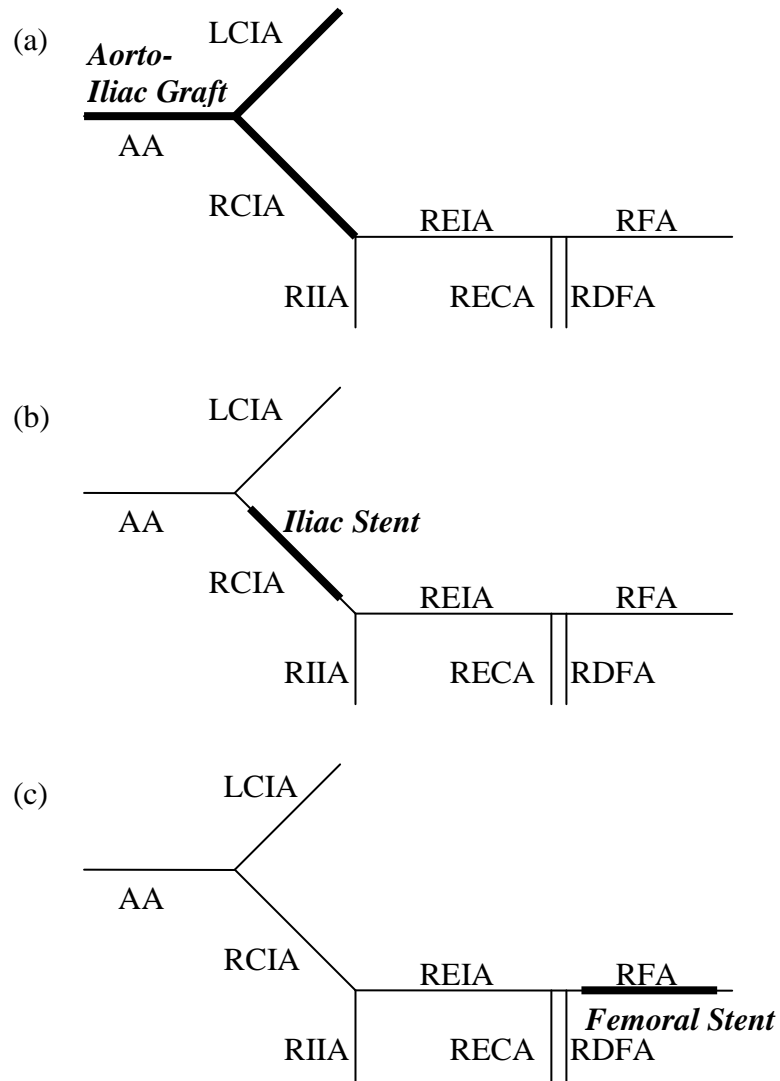 (a)
LCIA
Aorto-
Iliac Graft
AA
RCIA
REIA
RFA
RIIA
RECA
RDFA
(b)
LCIA
AA
Iliac Stent
RCIA
REIA
RFA
RIIA
RECA
RDFA
(c)
LCIA
AA
RCIA
REIA
RFA
Femoral Stent
RIIA
RECA
RDFA